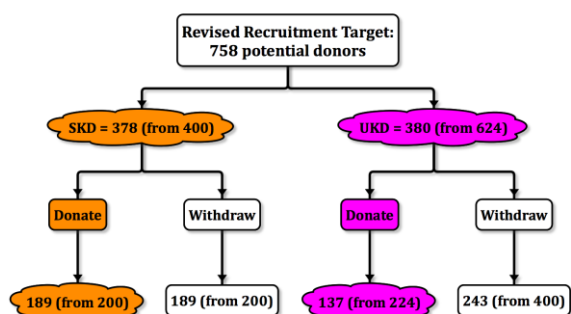 Revised Recruitment Target:
758 potential donors
SKD = 378 (from 400)
UKD = 380 (from 624)
Donate
Withdraw
Donate
Withdraw
189 (from 200)
189 (from 200)
137 (from 224)
243 (from 400)